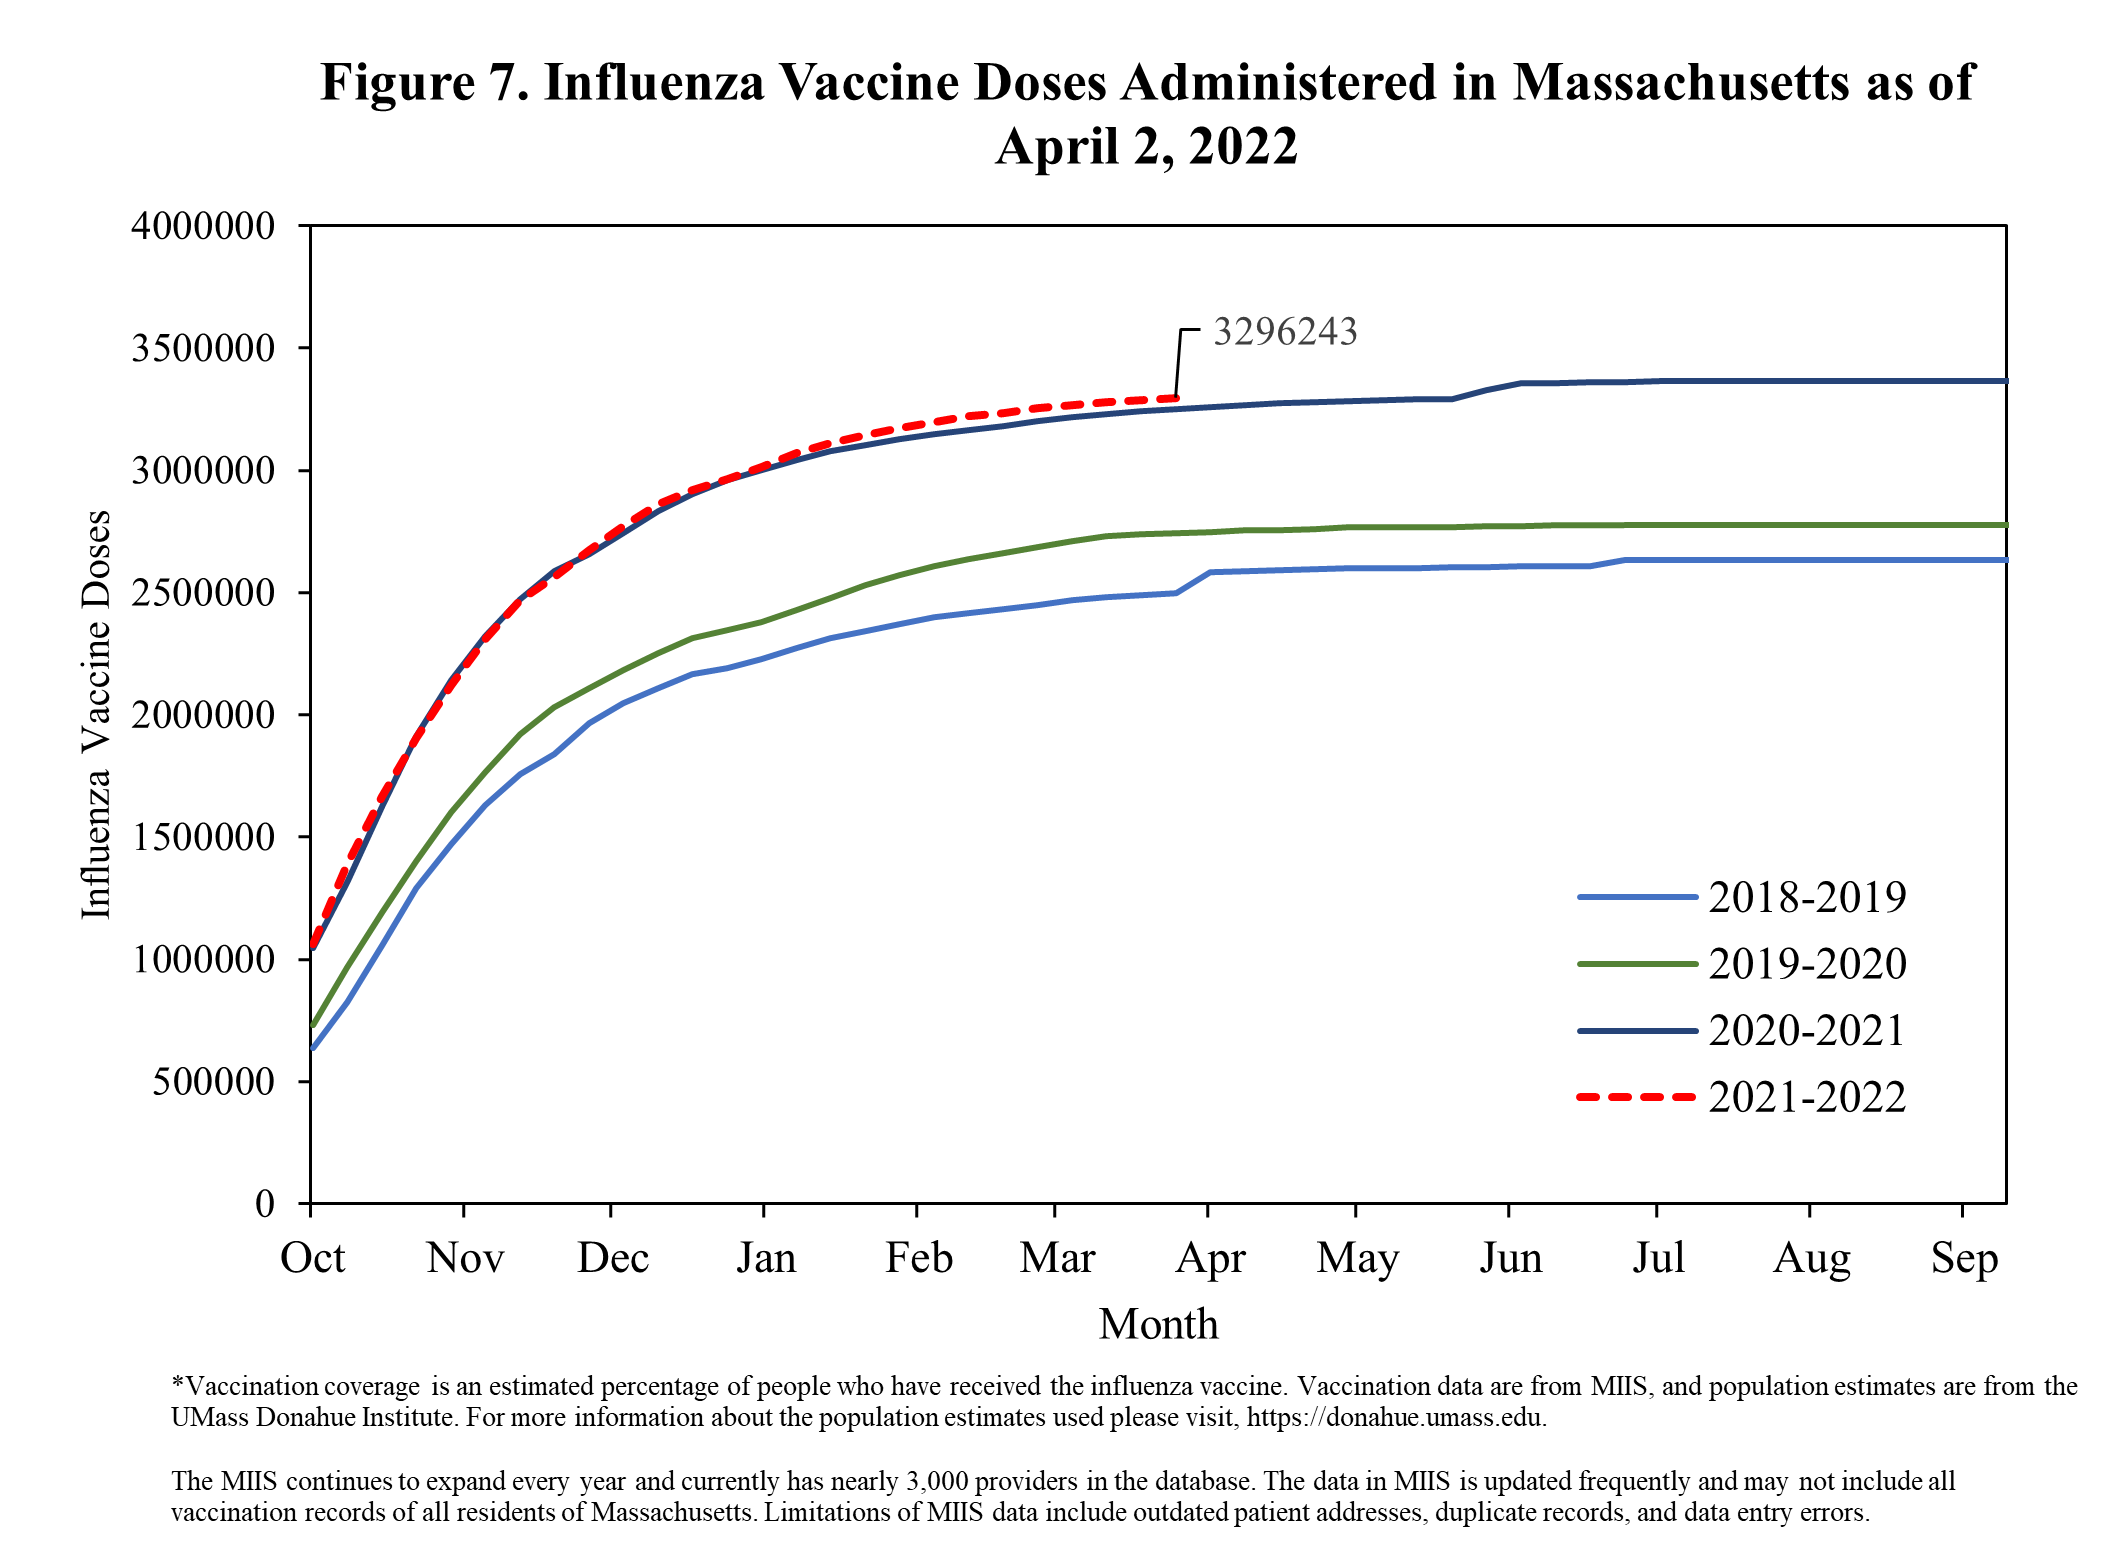 Figure 7. Influenza Vaccine Doses Administered in Massachusetts as of
April 2, 2022
4000000
3500000
3000000
2500000
2000000
1500000
1000000
500000
0
Influenza Vaccine Doses
3296243
2018-2019
2019-2020
2020-2021
2021-2022
Oct Nov Dec Jan Feb Mar Apr May Jun Jul Aug Sep
Month
*Vaccination coverage is an estimated percentage of people who have received the influenza vaccine. Vaccination data are from MIIS, and population estimates are from the
UMass Donahue Institute. For more information about the population estimates used please visit, https://donahue.umass.edu.
The MIIS continues to expand every year and currently has nearly 3,000 providers in the database. The data in MIIS is updated frequently and may not include all
vaccination records of all residents of Massachusetts. Limitations of MIIS data include outdated patient addresses, duplicate records, and data entry errors.